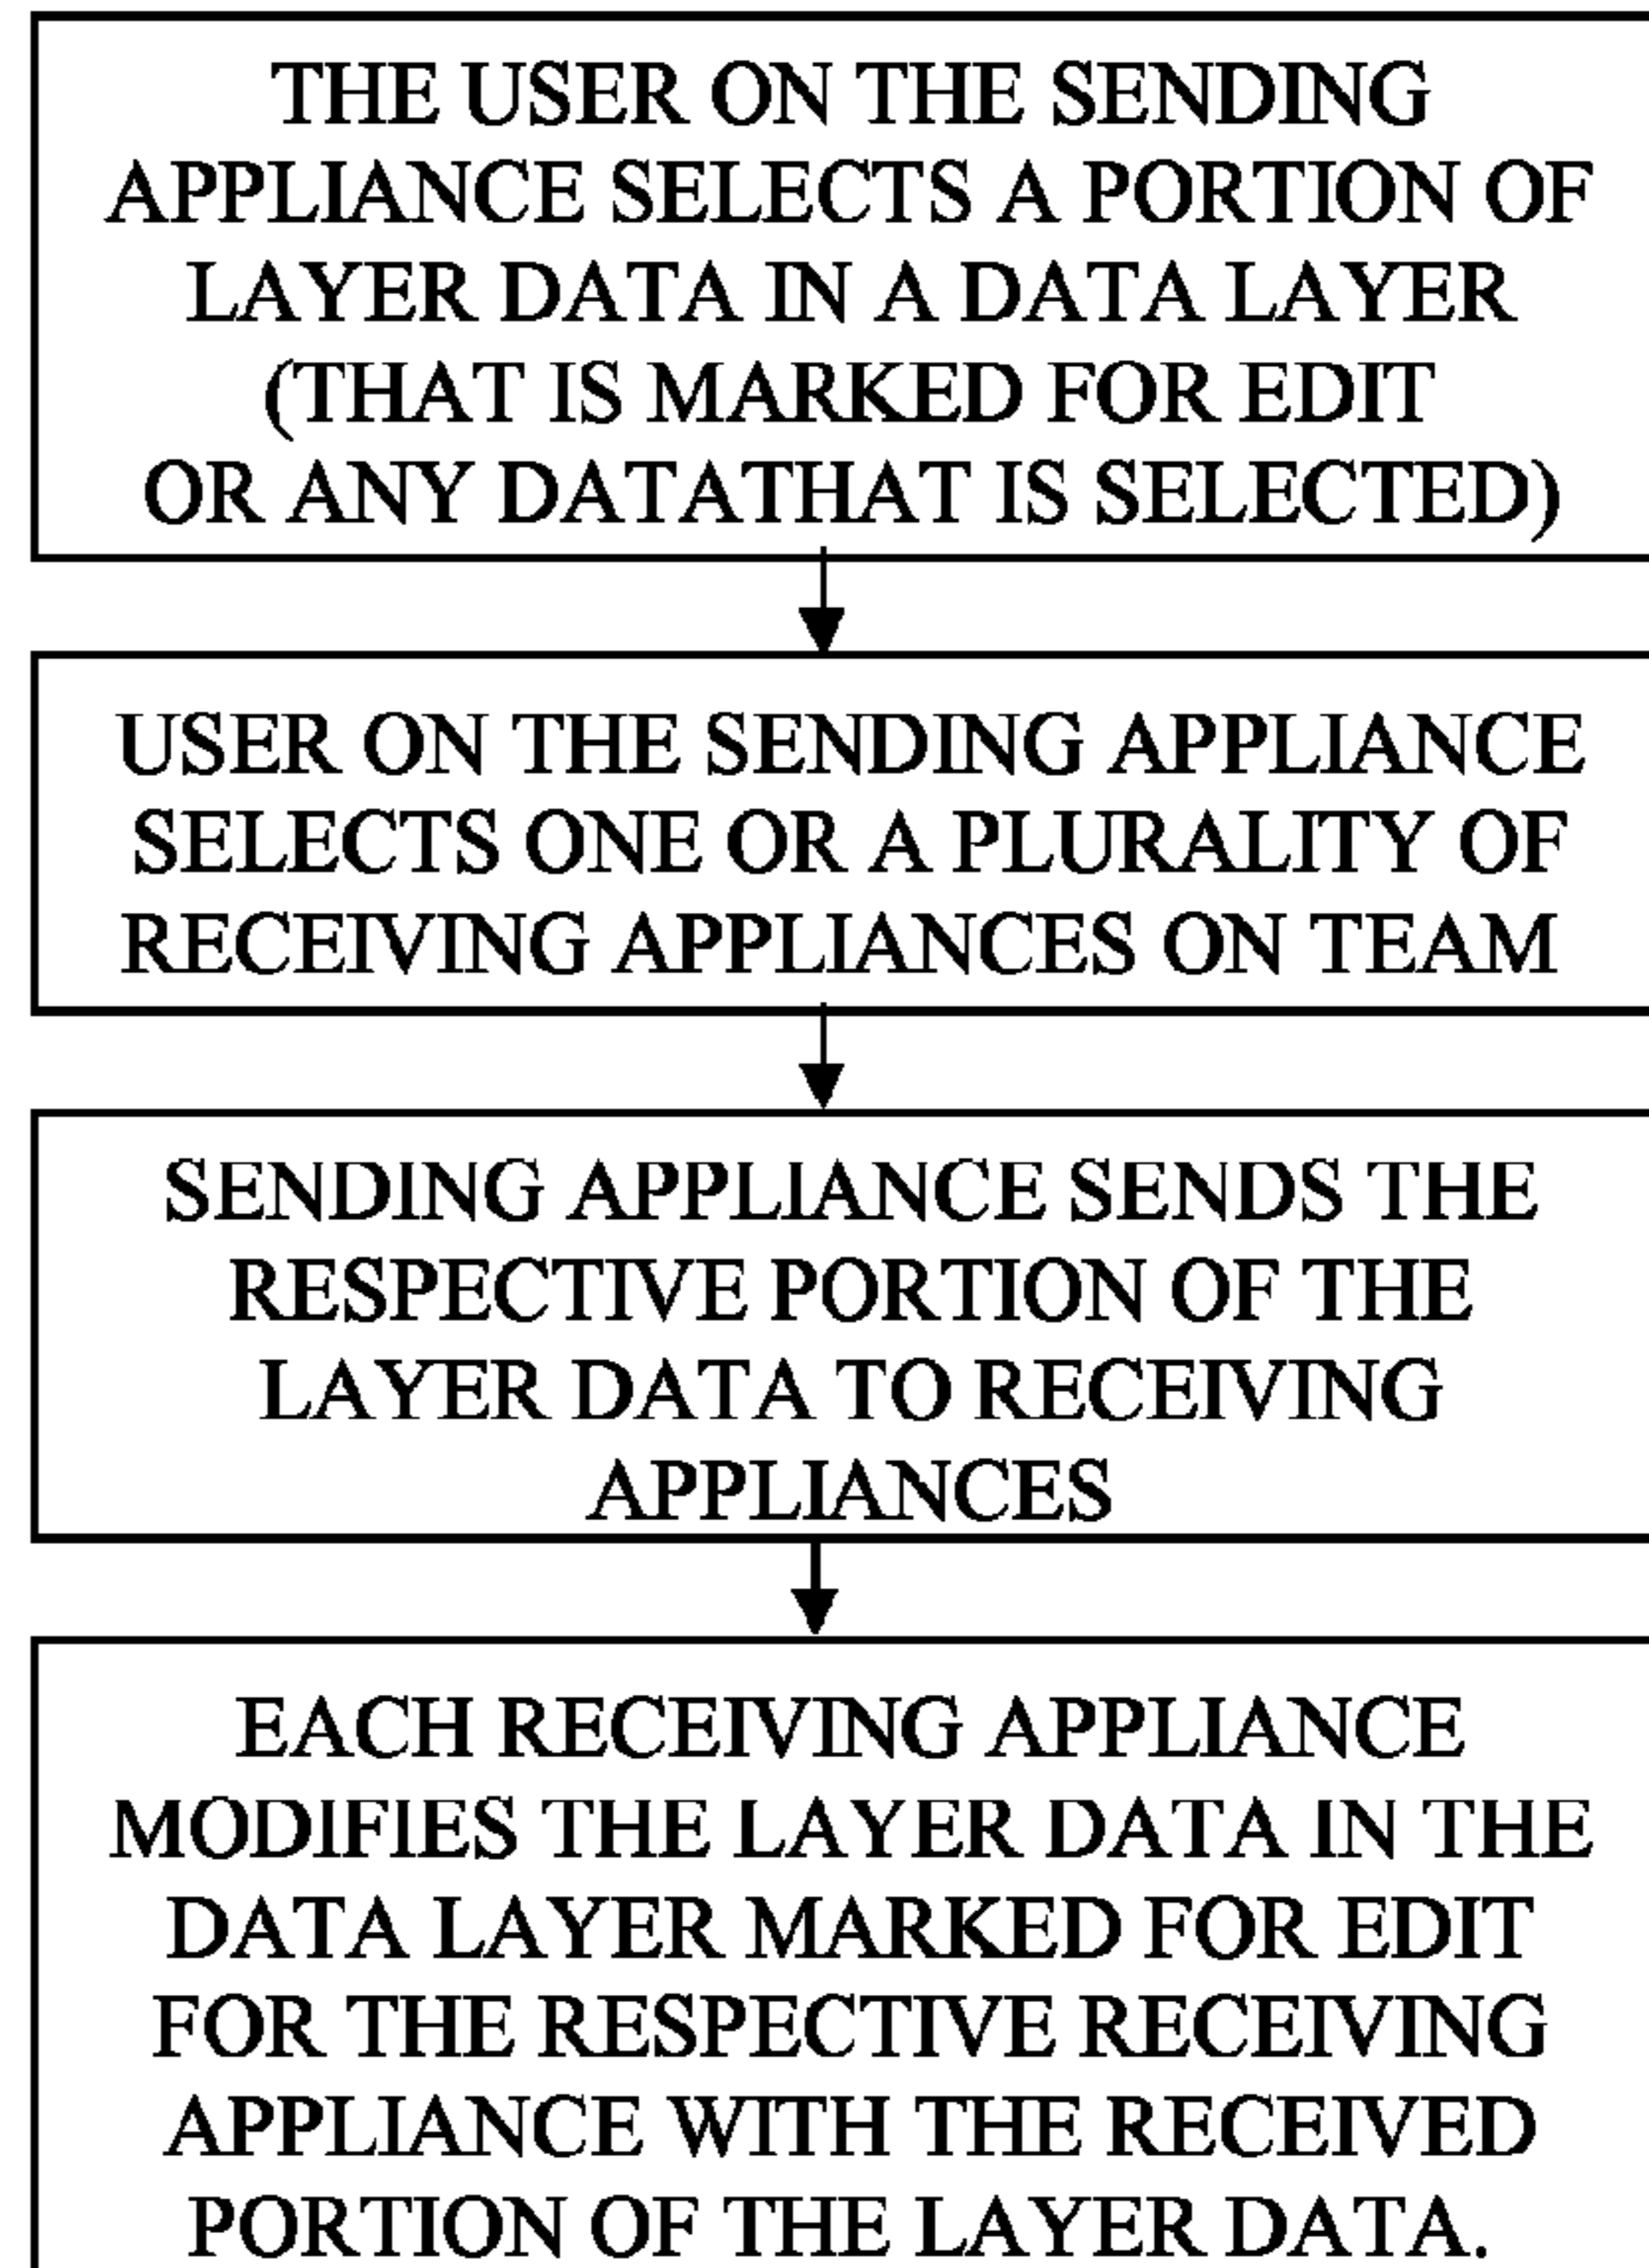 THE USER ON THE SENDING
APPLIANCE SELECTS A PORTION OF
LAYER DATA IN A DATA LAYER
(THAT IS MARKED FOR EDIT
OR ANY DATATHAT IS SELECTED)
USER ON THE SENDING APPLIANCE
SELECTS ONE OR A PLURALITY OF
RECEIVING APPLIANCES ON TEAM
SENDING APPLIANCE SENDS THE
RESPECTIVE PORTION OF THE
LAYER DATA TO RECEIVING
APPLIANCES
EACH RECEIVING APPLIANCE
MODIFIES THE LAYER DATA IN THE
DATA LAYER MARKED FOR EDIT
FOR THE RESPECTIVE RECEIVING
APPLIANCE WITH THE RECEIVED
PORTION OF THE LAYER DATA.